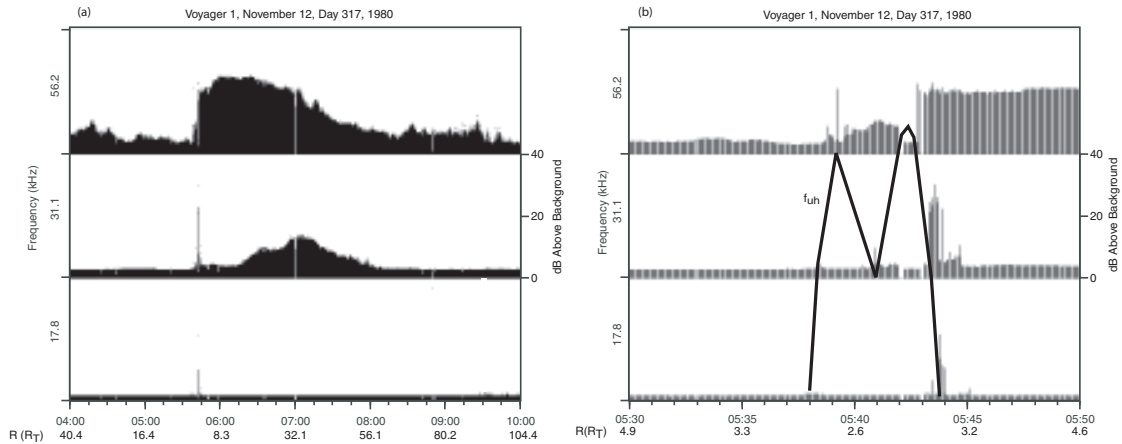 (a)
Voyager 1, November 12, Day 317, 1980
Frequency (kHz)
56.2
31.1
17.8
40
20
0
dB Above Background
04:00 05:00 06:00 07:00 08:00 09:00 10:00
R (RT) 40.4 16.4 8.3 32.1 56.1 80.2 104.4
(b)
Voyager 1, November 12, Day 317, 1980
Frequency (kHz)
56.2
31.1
17.8
fuh
40
20
0
dB Above Background
05:30 05:35 05:40 05:45 05:50
R(RT) 4.9 3.3 2.6 3.2 4.6